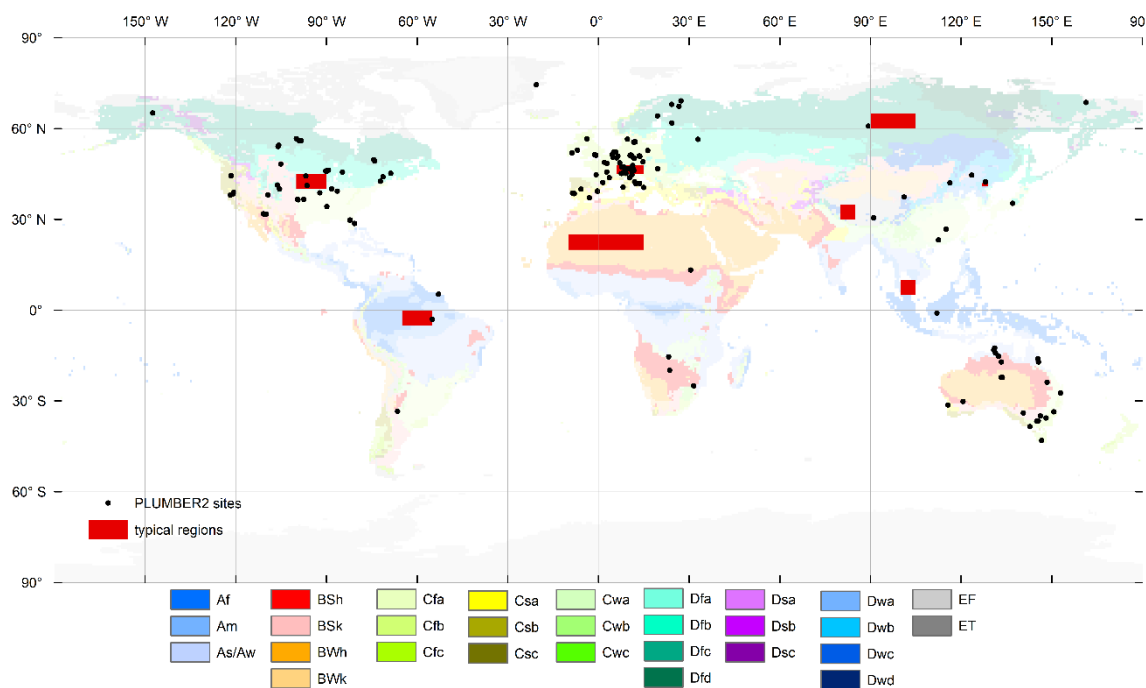 150° W 120° W 90° W 60° W 30° W 0° 30° E 60° E 90° E 120° E 150° E 90
90°
60° N
30° N
0°
30° S
60° S
90°
PLUMBER2 sites
typical regions
Af BSh Cfa Csa Cwa Dfa Dsa Dwa EF
Am BSk Cfb Csb Cwb Dfb Dsb Dwb ET
As/Aw BWh Cfc Csc Cwc Dfc Dsc Dwc
BWk Dfd Dwd